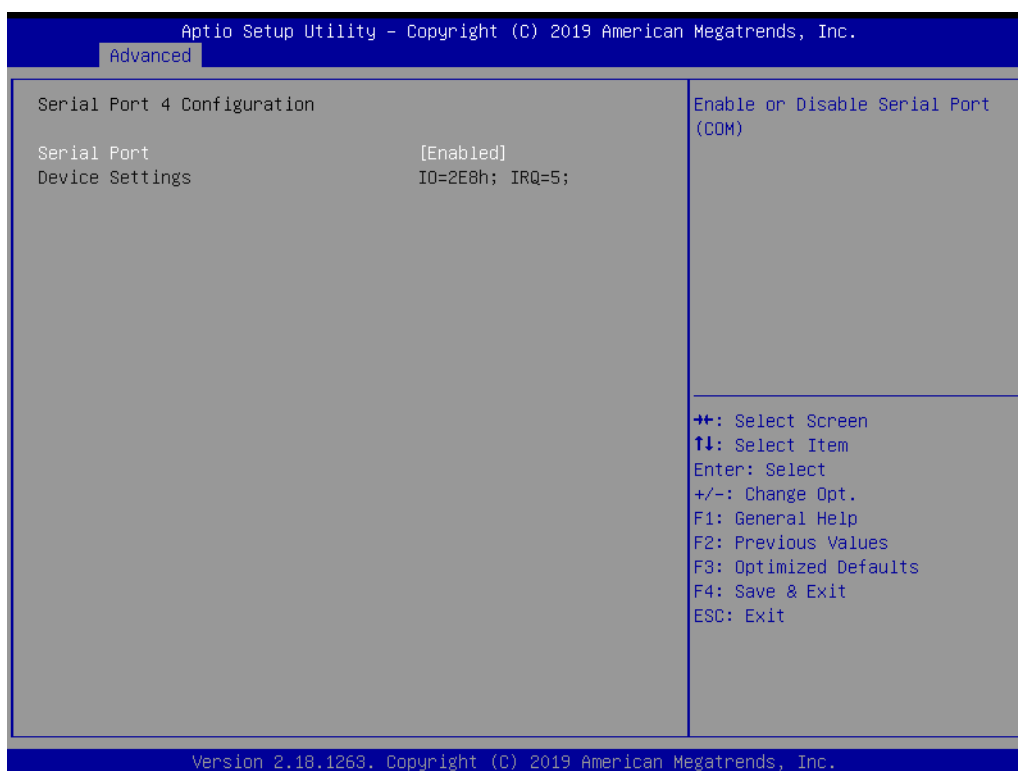 Aptio Setup Utility – Copyright (C) 2019 American Megatrends, Inc.
Advanced
Serial Port 4 Configuration
Serial Port [Enabled]
Device Settings IO=2E8h; IRQ=5;
Enable or Disable Serial Port
(COM)
→←: Select Screen
↑↓: Select Item
Enter: Select
+/-: Change Opt.
F1: General Help
F2: Previous Values
F3: Optimized Defaults
F4: Save & Exit
ESC: Exit
Version 2.18.1263. Copyright (C) 2019 American Megatrends, Inc.